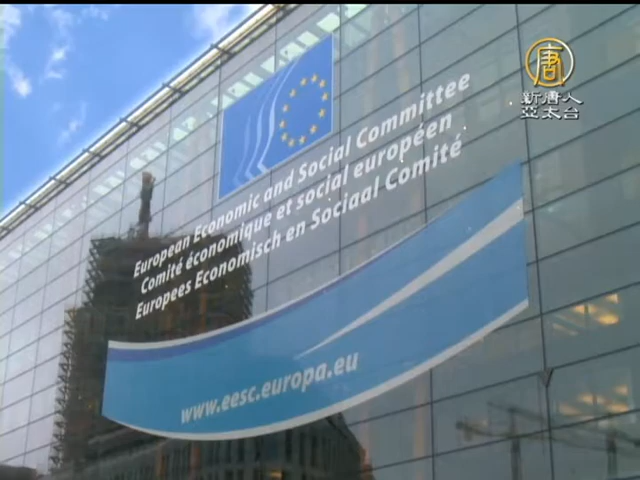 唐
新唐人
亞太台
European Economic and Social Committee
Comité économique et social européen
Europees Economisch en Sociaal Comité
www.eesc.europa.eu